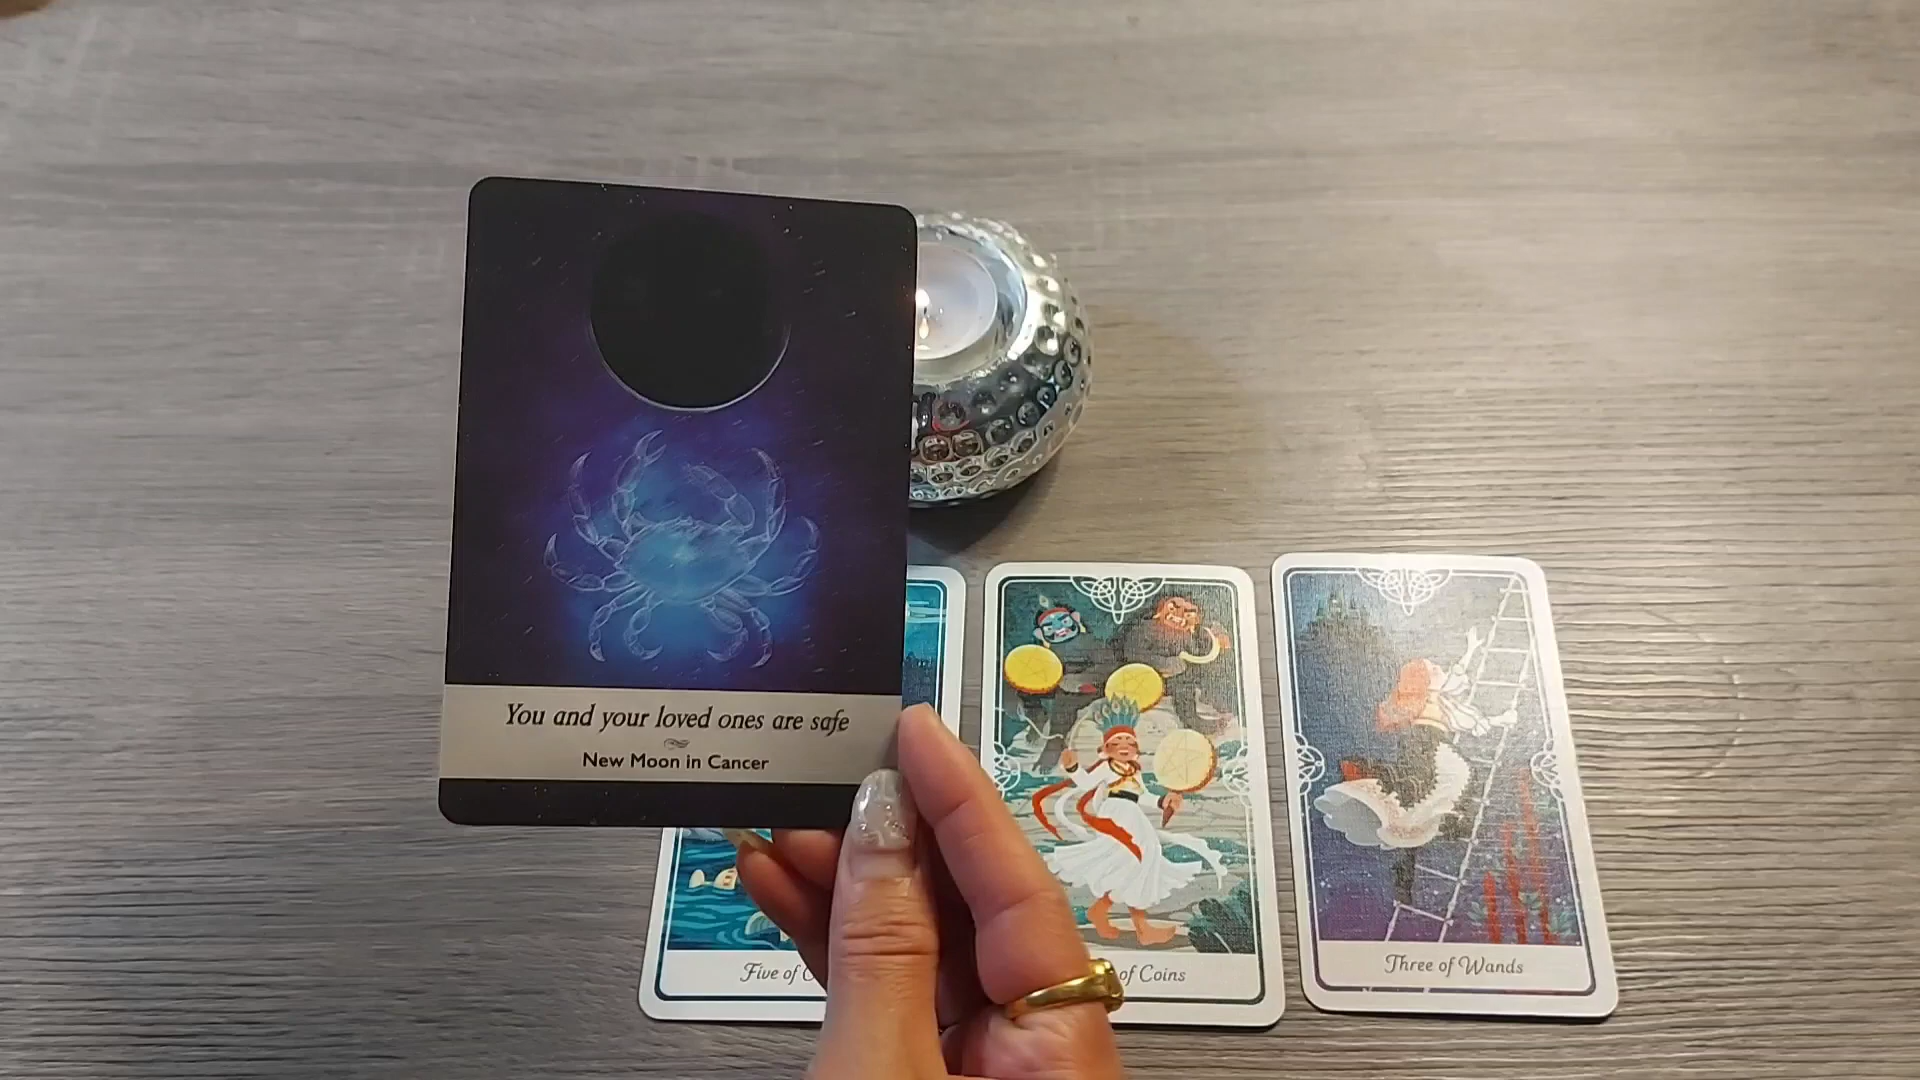 You and your loved ones are safe
New Moon in Cancer
Five of
of Coins
Three of Wands